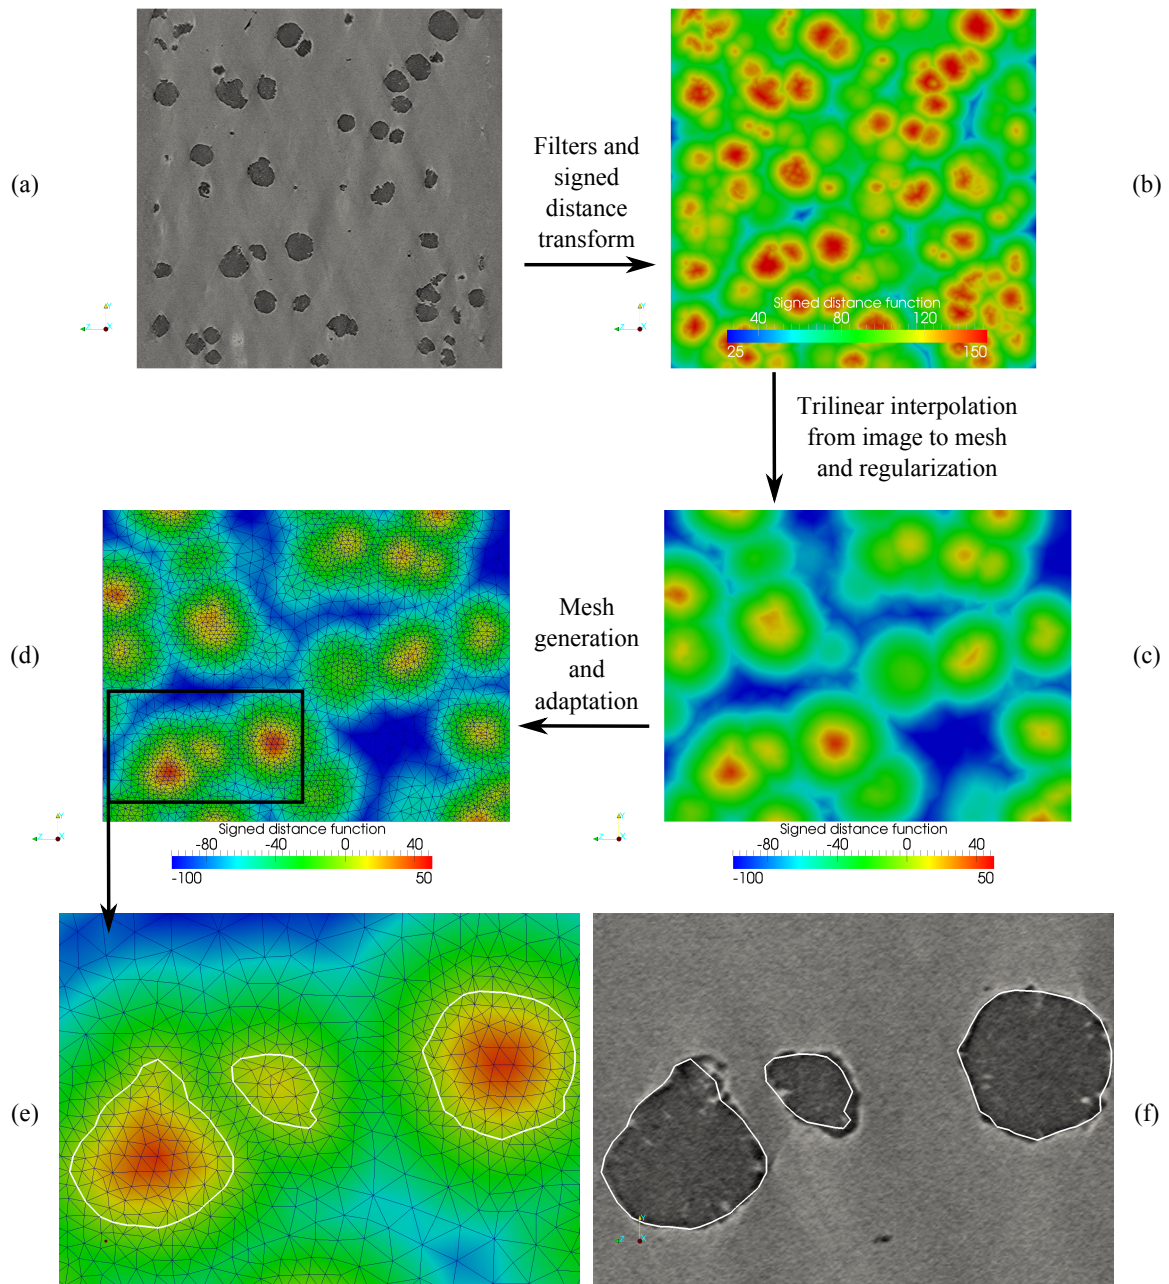 (a)
Filters and
signed
distance
transform
(b)
Signed distance function
40 80 120
25 150
Trilinear interpolation
from image to mesh
and regularization
(d)
Mesh
generation
and
adaptation
(c)
Signed distance function
-80 -40 0 40
-100 50
Signed distance function
-80 -40 0 40
-100 50
(e)
(f)
Y
Z
X
Y
Z
X
Y
Z
X
Y
Z
X
Y
Z
X